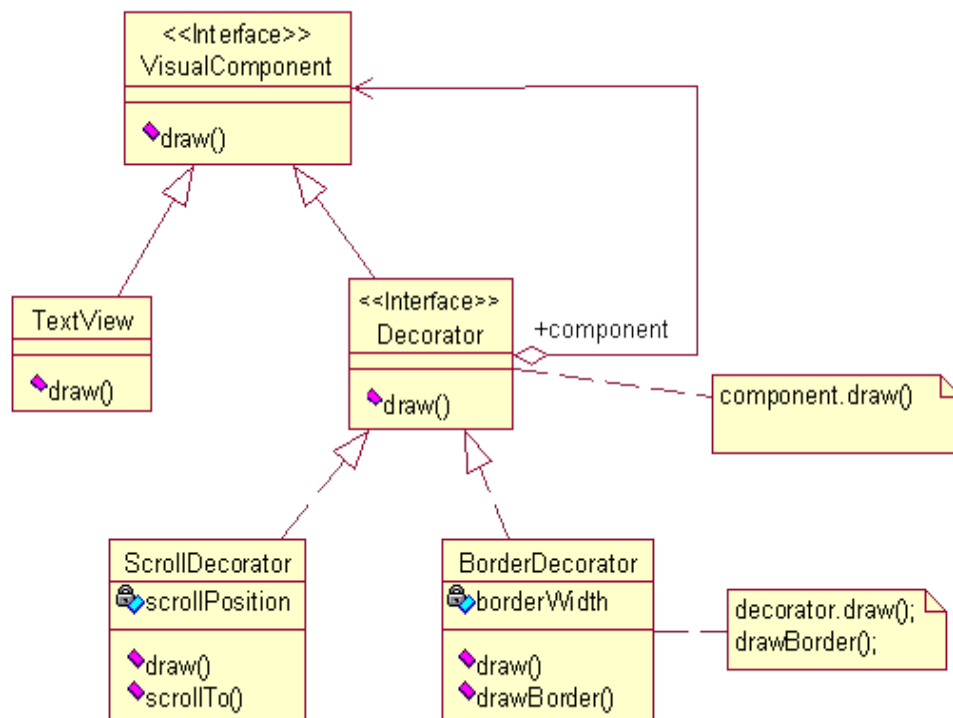 <<Interface>>
VisualComponent
draw()
TextView
draw()
<<Interface>>
Decorator
draw()
+component
component.draw()
ScrollDecorator
scrollPosition
draw()
scrollTo()
BorderDecorator
borderWidth
draw()
drawBorder()
decorator.draw();
drawBorder();